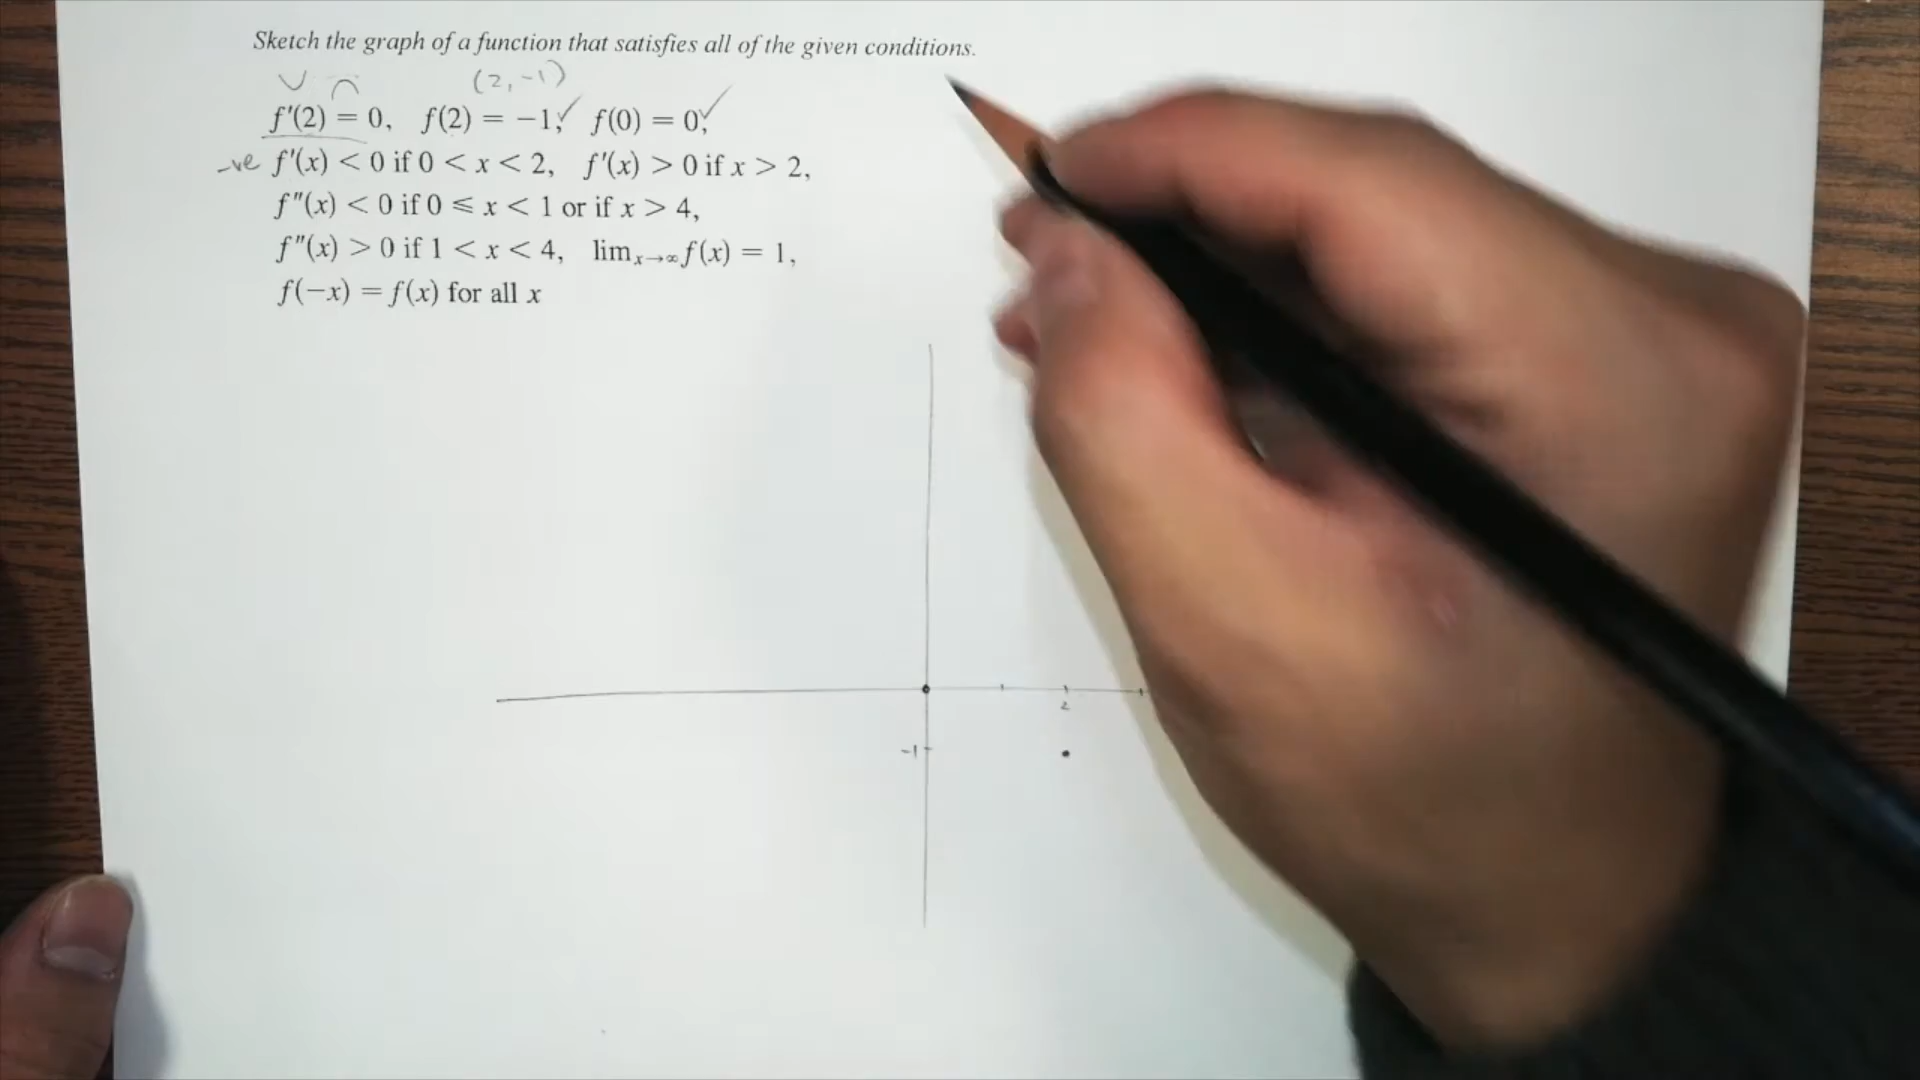 Sketch the graph of a function that satisfies all of the given conditions.
(2, -1)
f'(2) = 0, f(2) = −1, ✓ f(0) = 0, ✓
-ve f'(x) < 0 if 0 < x < 2, f'(x) > 0 if x > 2,
f"(x) < 0 if 0 ⩽ x < 1 or if x > 4,
f"(x) > 0 if 1 < x < 4, limₓ→∞ f(x) = 1,
f(−x) = f(x) for all x
2
-1